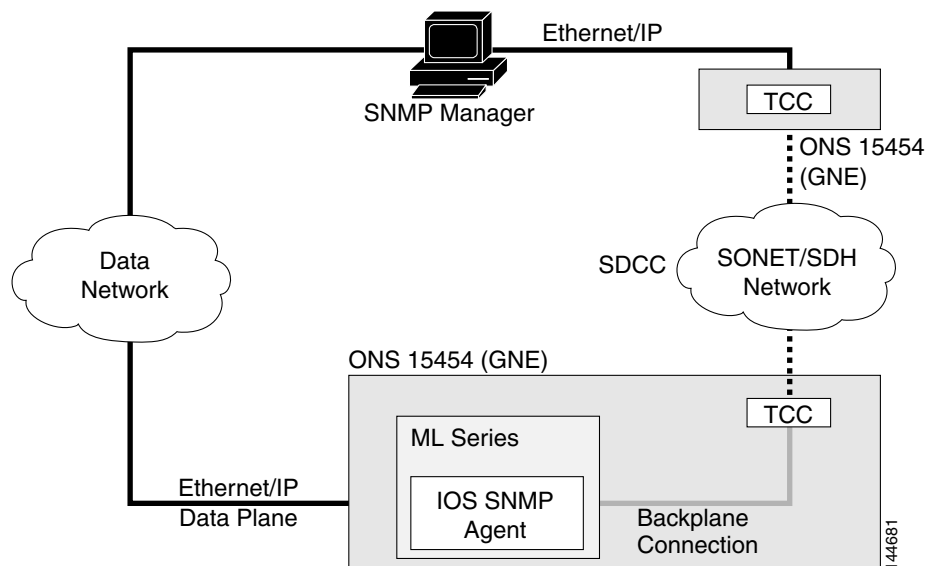 Ethernet/IP
SNMP Manager
TCC
ONS 15454
(GNE)
Data
Network
SDCC
SONET/SDH
Network
ONS 15454 (GNE)
TCC
ML Series
IOS SNMP
Agent
Ethernet/IP
Data Plane
Backplane
Connection
144681